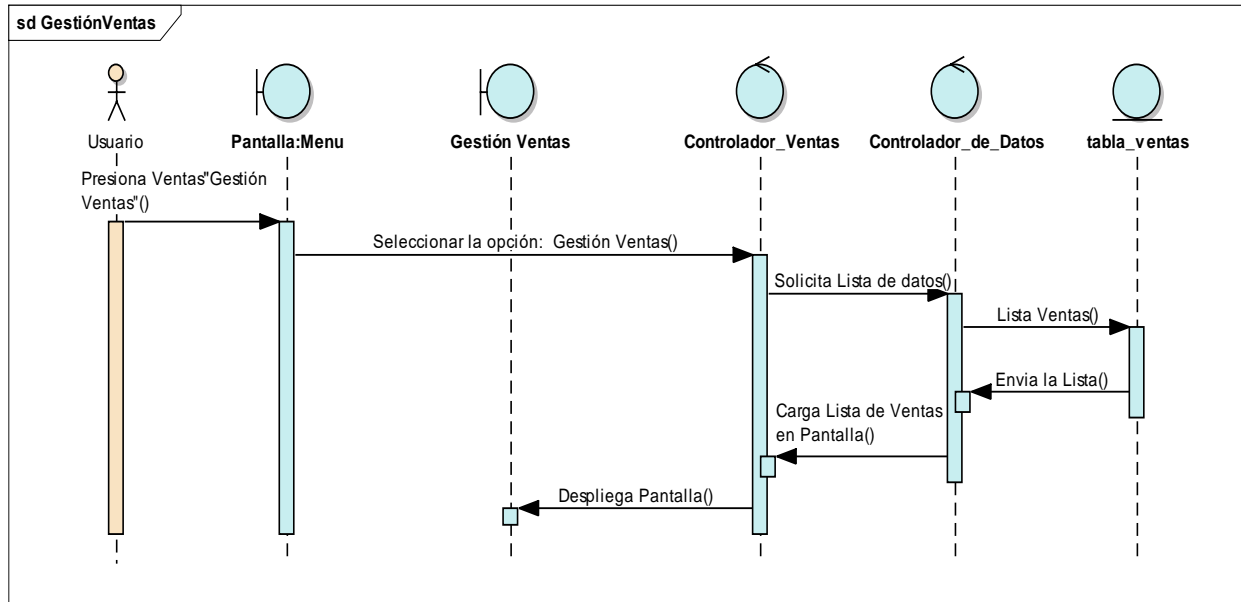 sd GestiónVentas
Usuario
Pantalla:Menu
Gestión Ventas
Controlador_Ventas
Controlador_de_Datos
tabla_ventas
Presiona Ventas"Gestión
Ventas"()
Seleccionar la opción:  Gestión Ventas()
Solicita Lista de datos()
Lista Ventas()
Envia la Lista()
Carga Lista de Ventas
en Pantalla()
Despliega Pantalla()